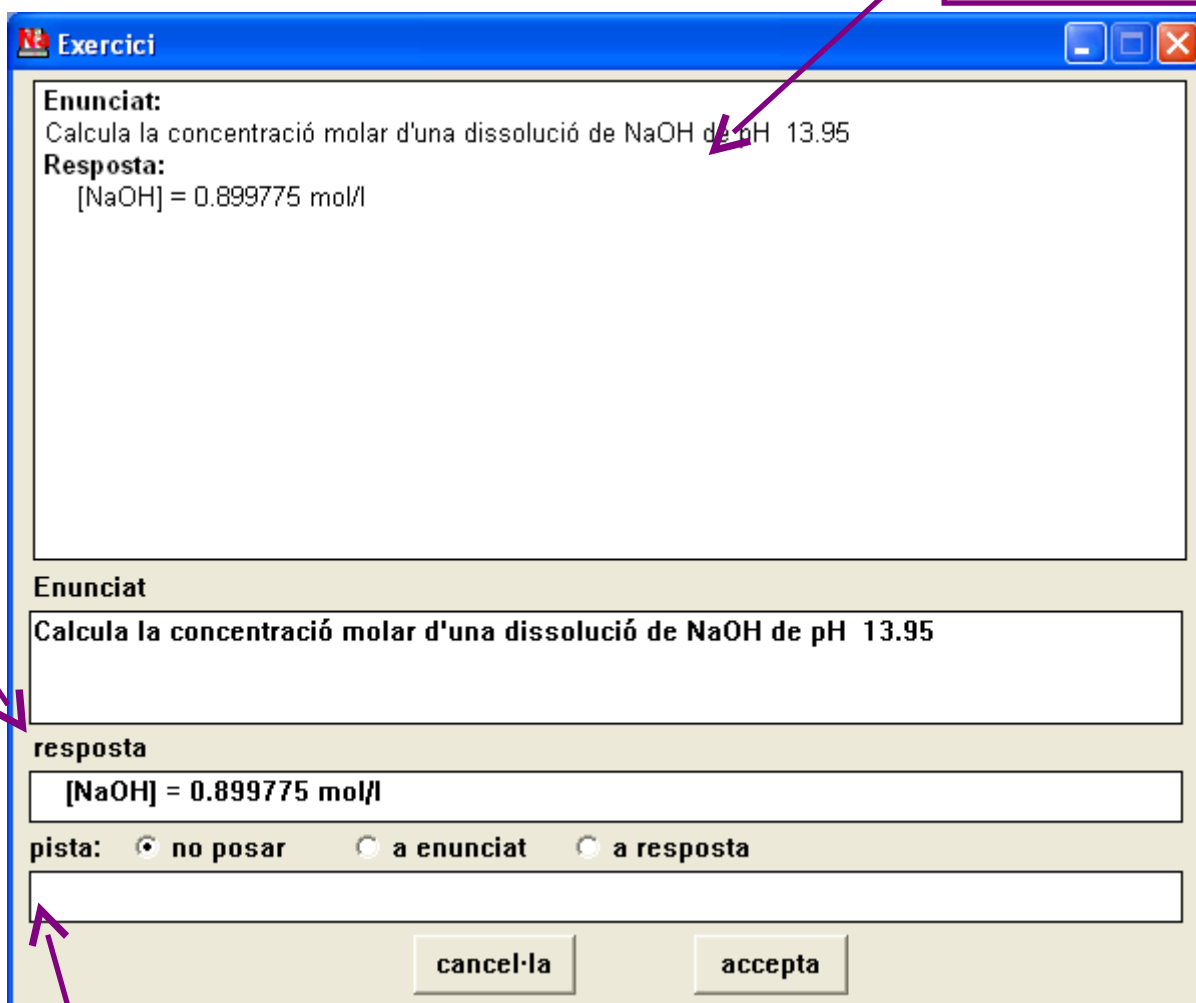 Exercici
Enunciat:
Calcula la concentració molar d'una dissolució de NaOH de pH 13.95
Resposta:
[NaOH] = 0.899775 mol/l
Enunciat
Calcula la concentració molar d'una dissolució de NaOH de pH 13.95
resposta
[NaOH] = 0.899775 mol/l
pista: no posar a enunciat a resposta
cancel·la accepta